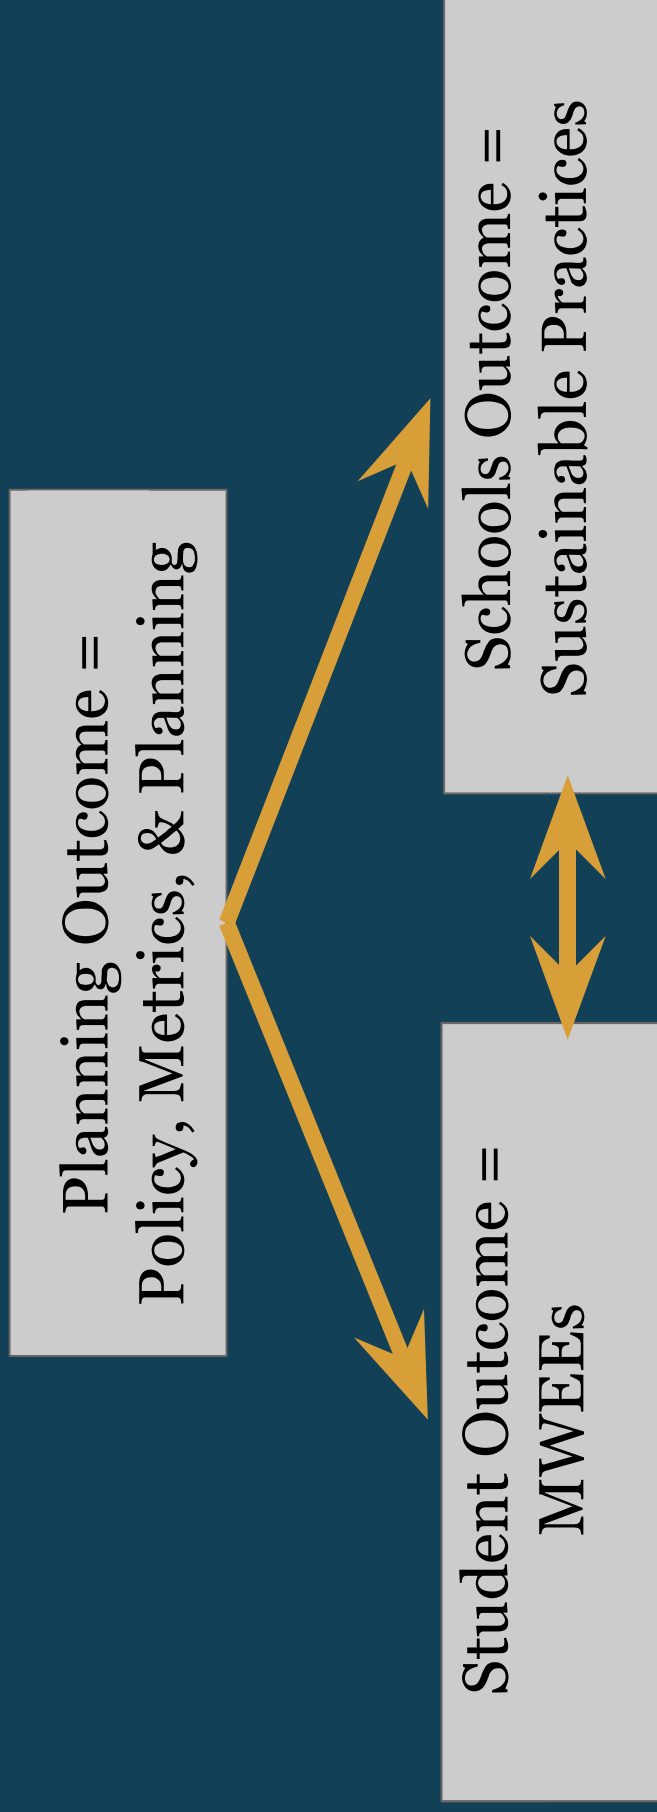 Planning Outcome =
Policy, Metrics, & Planning
Student Outcome =
MWEEs
Schools Outcome =
Sustainable Practices